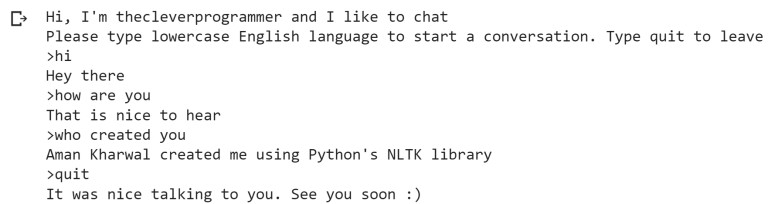 Hi, I'm thecleverprogrammer and I like to chat
Please type lowercase English language to start a conversation. Type quit to leave
>hi
Hey there
>how are you
That is nice to hear
>who created you
Aman Kharwal created me using Python's NLTK library
>quit
It was nice talking to you. See you soon :)